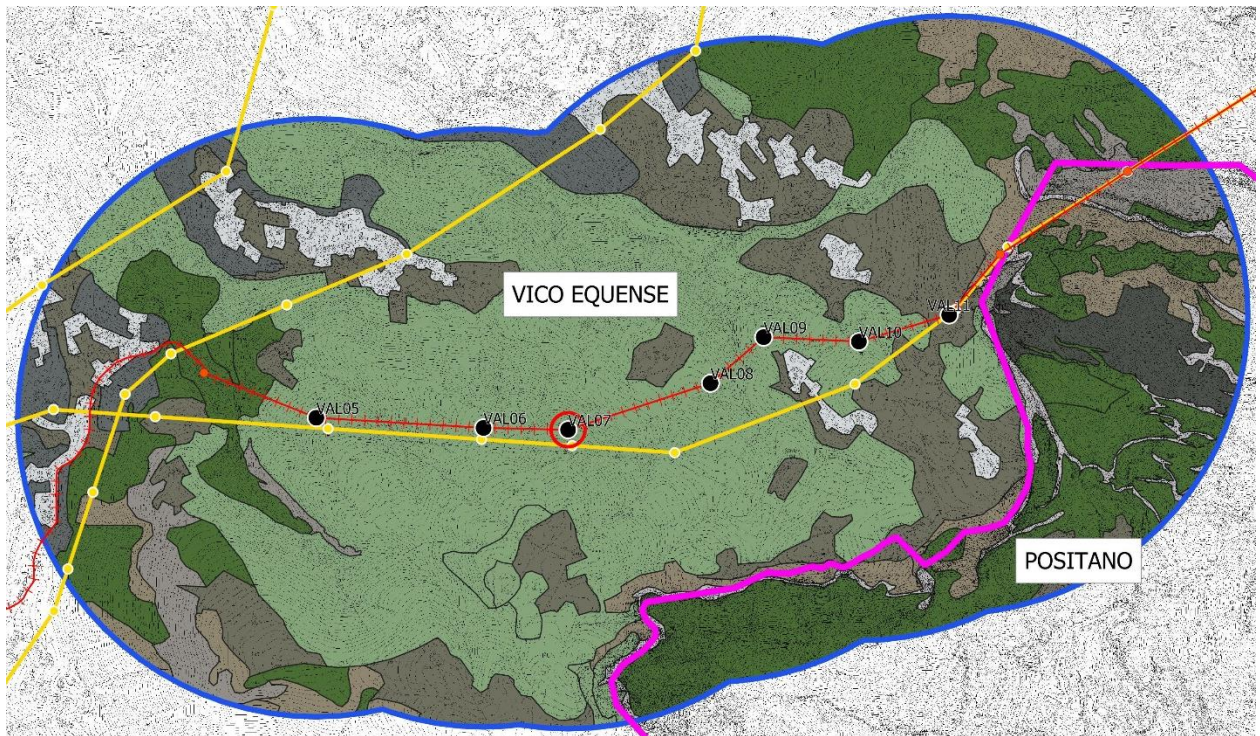 VICO EQUENSE
VAL11
VAL09
VAL10
VAL08
VAL05
VAL06
VAL07
POSITANO